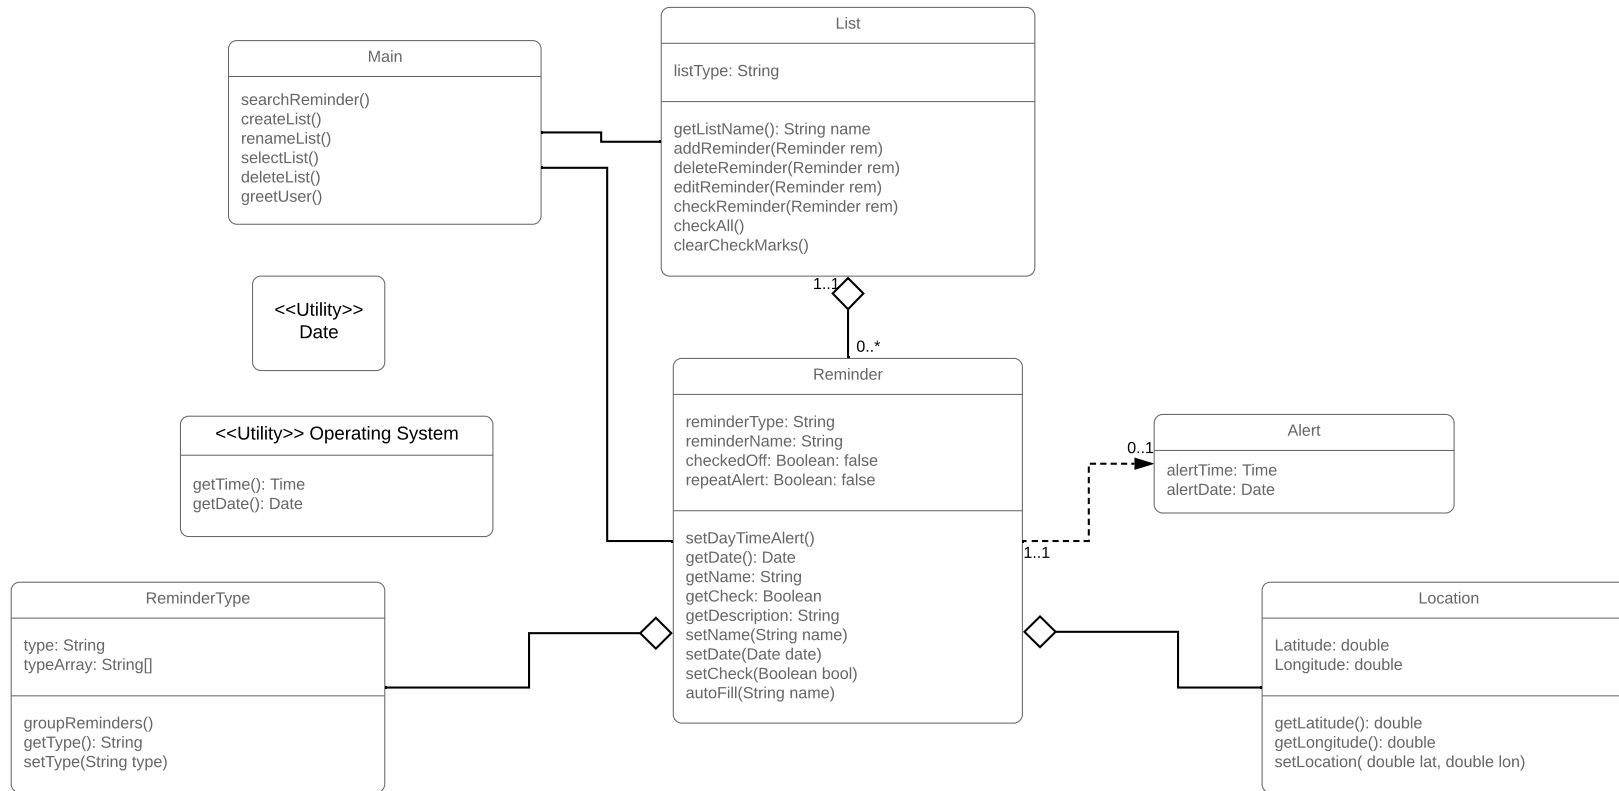 Main
searchReminder()
createList()
renameList()
selectList()
deleteList()
greetUser()
List
listType: String
getListName(): String name
addReminder(Reminder rem)
deleteReminder(Reminder rem)
editReminder(Reminder rem)
checkReminder(Reminder rem)
checkAll()
clearCheckMarks()
1..1
0..*
<<Utility>>
Date
<<Utility>> Operating System
getTime(): Time
getDate(): Date
Reminder
reminderType: String
reminderName: String
checkedOff: Boolean: false
repeatAlert: Boolean: false
setDayTimeAlert()
getDate(): Date
getName: String
getCheck: Boolean
getDescription: String
setName(String name)
setDate(Date date)
setCheck(Boolean bool)
autoFill(String name)
0..1
1..1
Alert
alertTime: Time
alertDate: Date
ReminderType
type: String
typeArray: String[]
groupReminders()
getType(): String
setType(String type)
Location
Latitude: double
Longitude: double
getLatitude(): double
getLongitude(): double
setLocation( double lat, double lon)